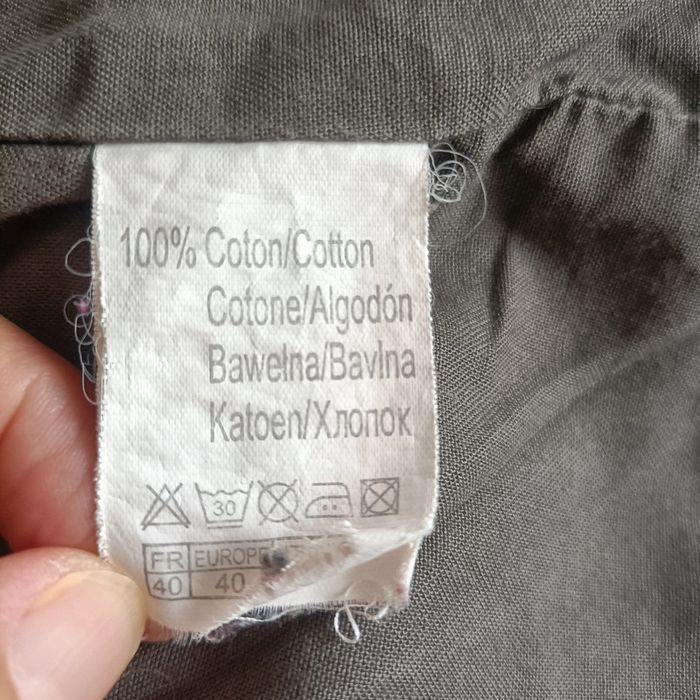 100% Coton/Cotton
Cotone/Algodón
Bawełna/Bavlna
Katoen/Хлопок
30
FR EUROPE
40 40